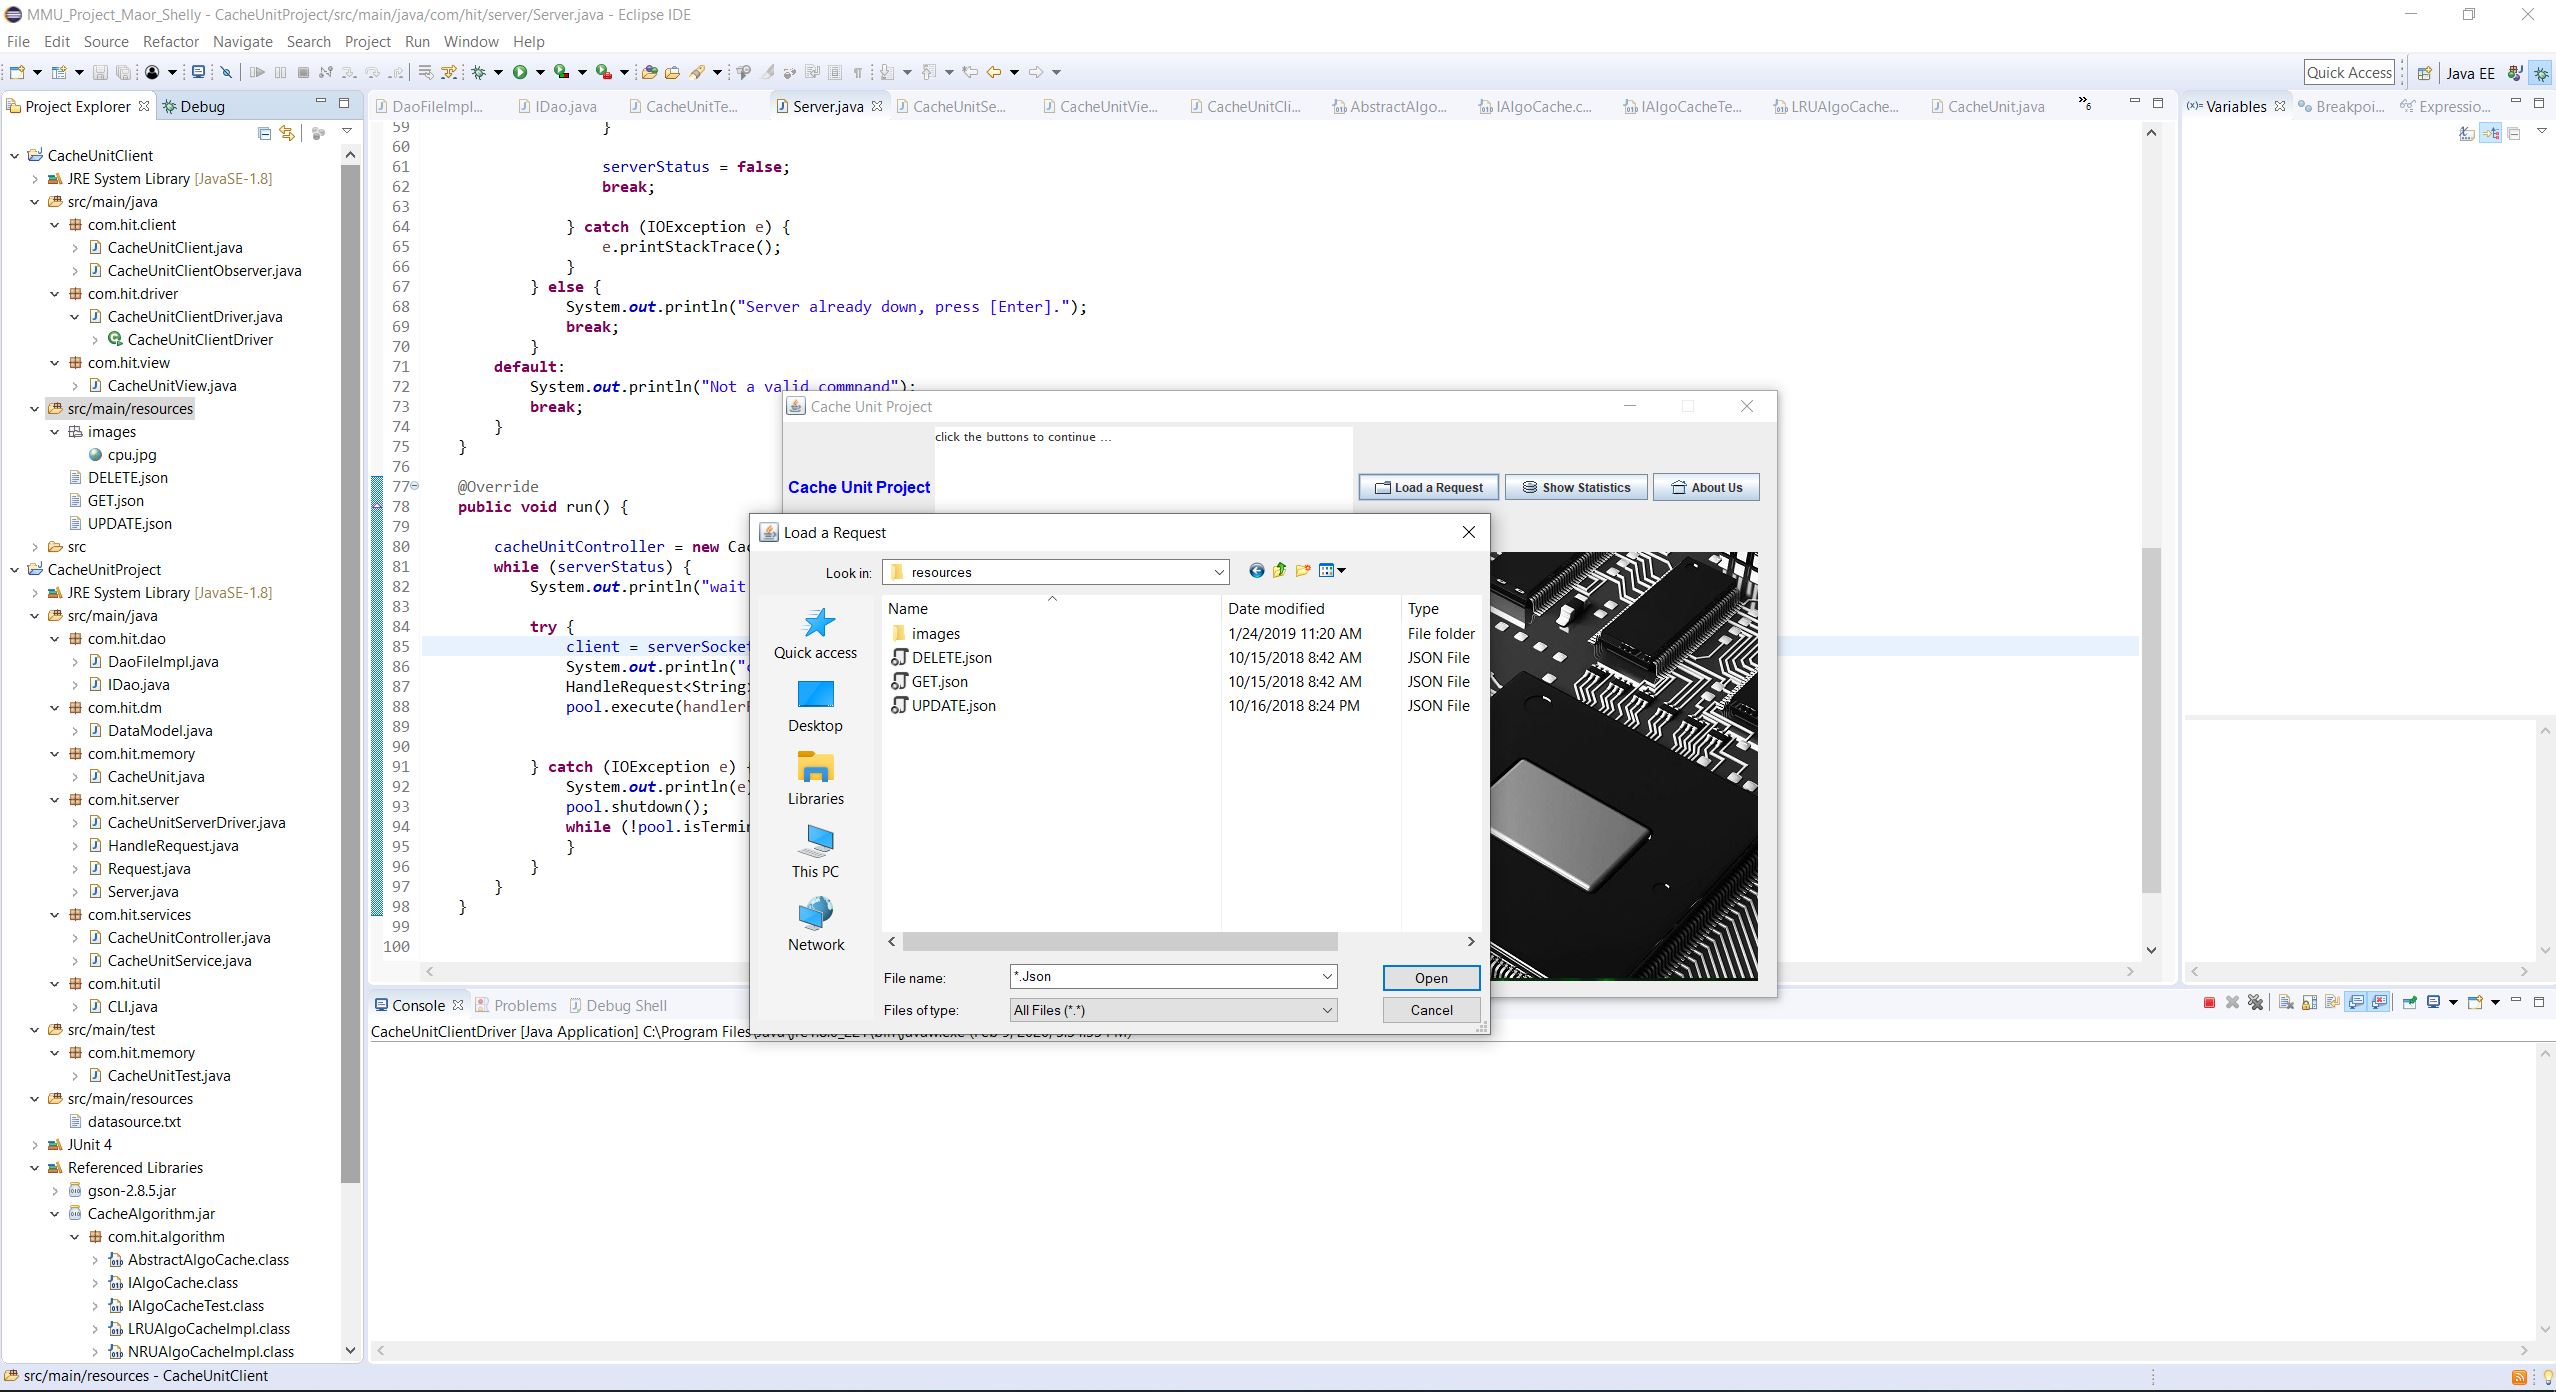 MMU_Project_Maor_Shelly - CacheUnitProject/src/main/java/com/hit/server/Server.java - Eclipse IDE
File Edit Source Refactor Navigate Search Project Run Window Help
Quick Access Java EE
Project Explorer Debug
CacheUnitClient
JRE System Library [JavaSE-1.8]
src/main/java
com.hit.client
CacheUnitClient.java
CacheUnitClientObserver.java
com.hit.driver
CacheUnitClientDriver.java
CacheUnitClientDriver
com.hit.view
CacheUnitView.java
src/main/resources
images
cpu.jpg
DELETE.json
GET.json
UPDATE.json
src
CacheUnitProject
JRE System Library [JavaSE-1.8]
src/main/java
com.hit.dao
DaoFileImpl.java
IDao.java
com.hit.dm
DataModel.java
com.hit.memory
CacheUnit.java
com.hit.server
CacheUnitServerDriver.java
HandleRequest.java
Request.java
Server.java
com.hit.services
CacheUnitController.java
CacheUnitService.java
com.hit.util
CLI.java
src/main/test
com.hit.memory
CacheUnitTest.java
src/main/resources
datasource.txt
JUnit 4
Referenced Libraries
gson-2.8.5.jar
CacheAlgorithm.jar
com.hit.algorithm
AbstractAlgoCache.class
IAlgoCache.class
IAlgoCacheTest.class
LRUAlgoCacheImpl.class
NRUAlgoCacheImpl.class
DaoFileImpl... IDao.java CacheUnitTe... Server.java CacheUnitSe... CacheUnitVie... CacheUnitCli... AbstractAlgo... IAlgoCache.c... IAlgoCacheTe... LRUAlgoCache... CacheUnit.java »6
59 }
60
61 serverStatus = false;
62 break;
63
64 } catch (IOException e) {
65 e.printStackTrace();
66 }
67 } else {
68 System.out.println("Server already down, press [Enter].");
69 break;
70 }
71 default:
72 System.out.println("Not a valid commnand");
73 break;
74 }
75 }
76
77 @Override
78 public void run() {
79
80 cacheUnitController = new Cac
81 while (serverStatus) {
82 System.out.println("wait
83
84 try {
85 client = serverSocket
86 System.out.println("c
87 HandleRequest<String>
88 pool.execute(handlerR
89
90
91 } catch (IOException e) {
92 System.out.println(e)
93 pool.shutdown();
94 while (!pool.isTermin
95 }
96 }
97 }
98 }
99
100
Cache Unit Project
click the buttons to continue ...
Cache Unit Project
Load a Request Show Statistics About Us
Load a Request
Look in: resources
Quick access
Desktop
Libraries
This PC
Network
Name Date modified Type
images 1/24/2019 11:20 AM File folder
DELETE.json 10/15/2018 8:42 AM JSON File
GET.json 10/15/2018 8:42 AM JSON File
UPDATE.json 10/16/2018 8:24 PM JSON File
File name: *.Json Open
Files of type: All Files (*.*) Cancel
(x)= Variables Breakpoi... Expressio...
Console Problems Debug Shell
CacheUnitClientDriver [Java Application] C:\Program Files
src/main/resources - CacheUnitClient